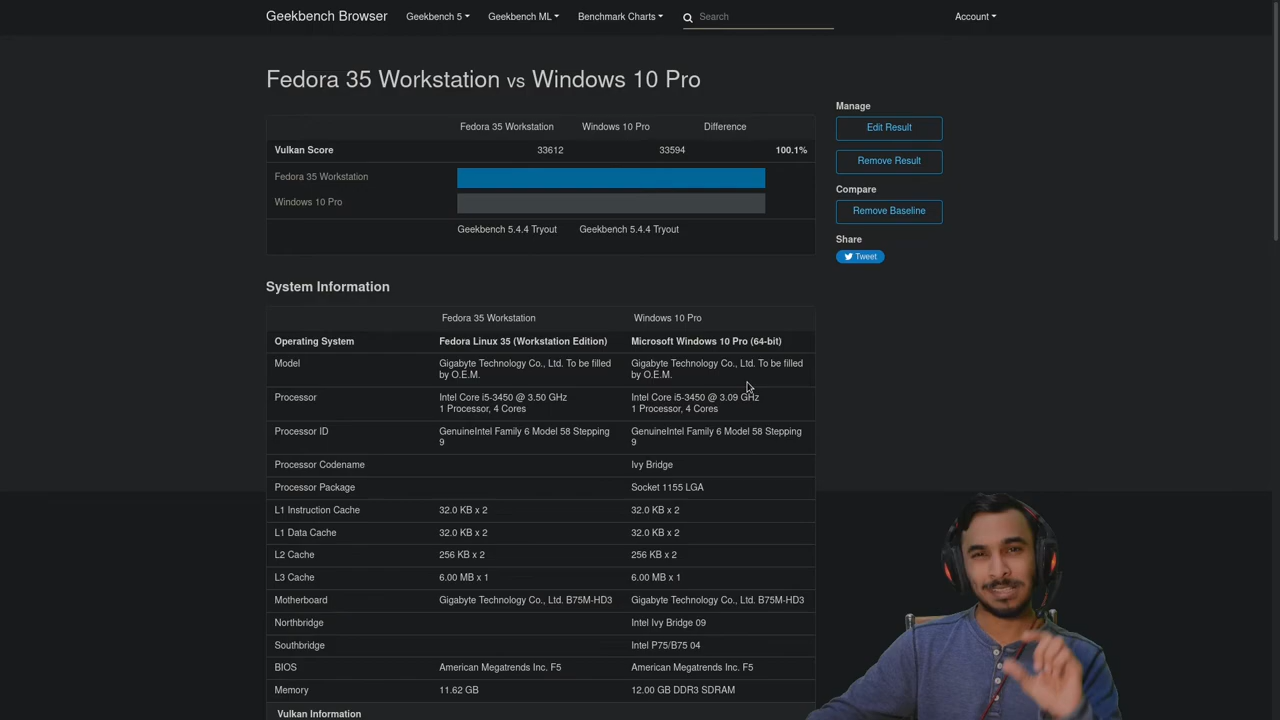 Geekbench Browser Geekbench 5 Geekbench ML Benchmark Charts Search Account
Fedora 35 Workstation vs Windows 10 Pro
Fedora 35 Workstation Windows 10 Pro Difference
Vulkan Score 33612 33594 100.1%
Fedora 35 Workstation
Windows 10 Pro
Geekbench 5.4.4 Tryout Geekbench 5.4.4 Tryout
Manage
Edit Result
Remove Result
Compare
Remove Baseline
Share
Tweet
System Information
Fedora 35 Workstation Windows 10 Pro
Operating System Fedora Linux 35 (Workstation Edition) Microsoft Windows 10 Pro (64-bit)
Model Gigabyte Technology Co., Ltd. To be filled Gigabyte Technology Co., Ltd. To be filled
by O.E.M. by O.E.M.
Processor Intel Core i5-3450 @ 3.50 GHz Intel Core i5-3450 @ 3.09 GHz
1 Processor, 4 Cores 1 Processor, 4 Cores
Processor ID GenuineIntel Family 6 Model 58 Stepping GenuineIntel Family 6 Model 58 Stepping
9 9
Processor Codename Ivy Bridge
Processor Package Socket 1155 LGA
L1 Instruction Cache 32.0 KB x 2 32.0 KB x 2
L1 Data Cache 32.0 KB x 2 32.0 KB x 2
L2 Cache 256 KB x 2 256 KB x 2
L3 Cache 6.00 MB x 1 6.00 MB x 1
Motherboard Gigabyte Technology Co., Ltd. B75M-HD3 Gigabyte Technology Co., Ltd. B75M-HD3
Northbridge Intel Ivy Bridge 09
Southbridge Intel P75/B75 04
BIOS American Megatrends Inc. F5 American Megatrends Inc. F5
Memory 11.62 GB 12.00 GB DDR3 SDRAM
Vulkan Information